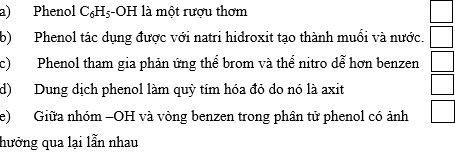 a) Phenol C₆H₅-OH là một rượu thơm
b) Phenol tác dụng được với natri hidroxit tạo thành muối và nước.
c) Phenol tham gia phản ứng thế brom và thế nitro dễ hơn benzen
d) Dung dịch phenol làm quỳ tím hóa đỏ do nó là axit
e) Giữa nhóm –OH và vòng benzen trong phân tử phenol có ảnh
hưởng qua lại lẫn nhau